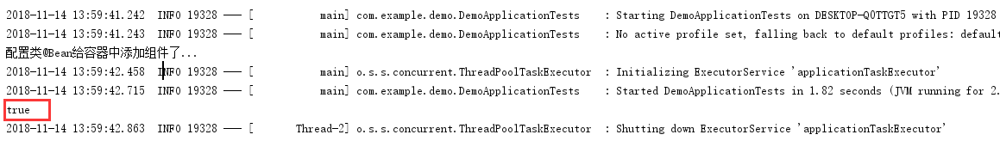 2018-11-14 13:59:41.242  INFO 19328 --- [           main] com.example.demo.DemoApplicationTests    : Starting DemoApplicationTests on DESKTOP-Q0TTGT5 with PID 19328
2018-11-14 13:59:41.243  INFO 19328 --- [           main] com.example.demo.DemoApplicationTests    : No active profile set, falling back to default profiles: default
配置类@Bean给容器中添加组件了...
2018-11-14 13:59:42.458  INFO 19328 --- [           main] o.s.s.concurrent.ThreadPoolTaskExecutor  : Initializing ExecutorService 'applicationTaskExecutor'
2018-11-14 13:59:42.715  INFO 19328 --- [           main] com.example.demo.DemoApplicationTests    : Started DemoApplicationTests in 1.82 seconds (JVM running for 2.
true
2018-11-14 13:59:42.863  INFO 19328 --- [       Thread-2] o.s.s.concurrent.ThreadPoolTaskExecutor  : Shutting down ExecutorService 'applicationTaskExecutor'